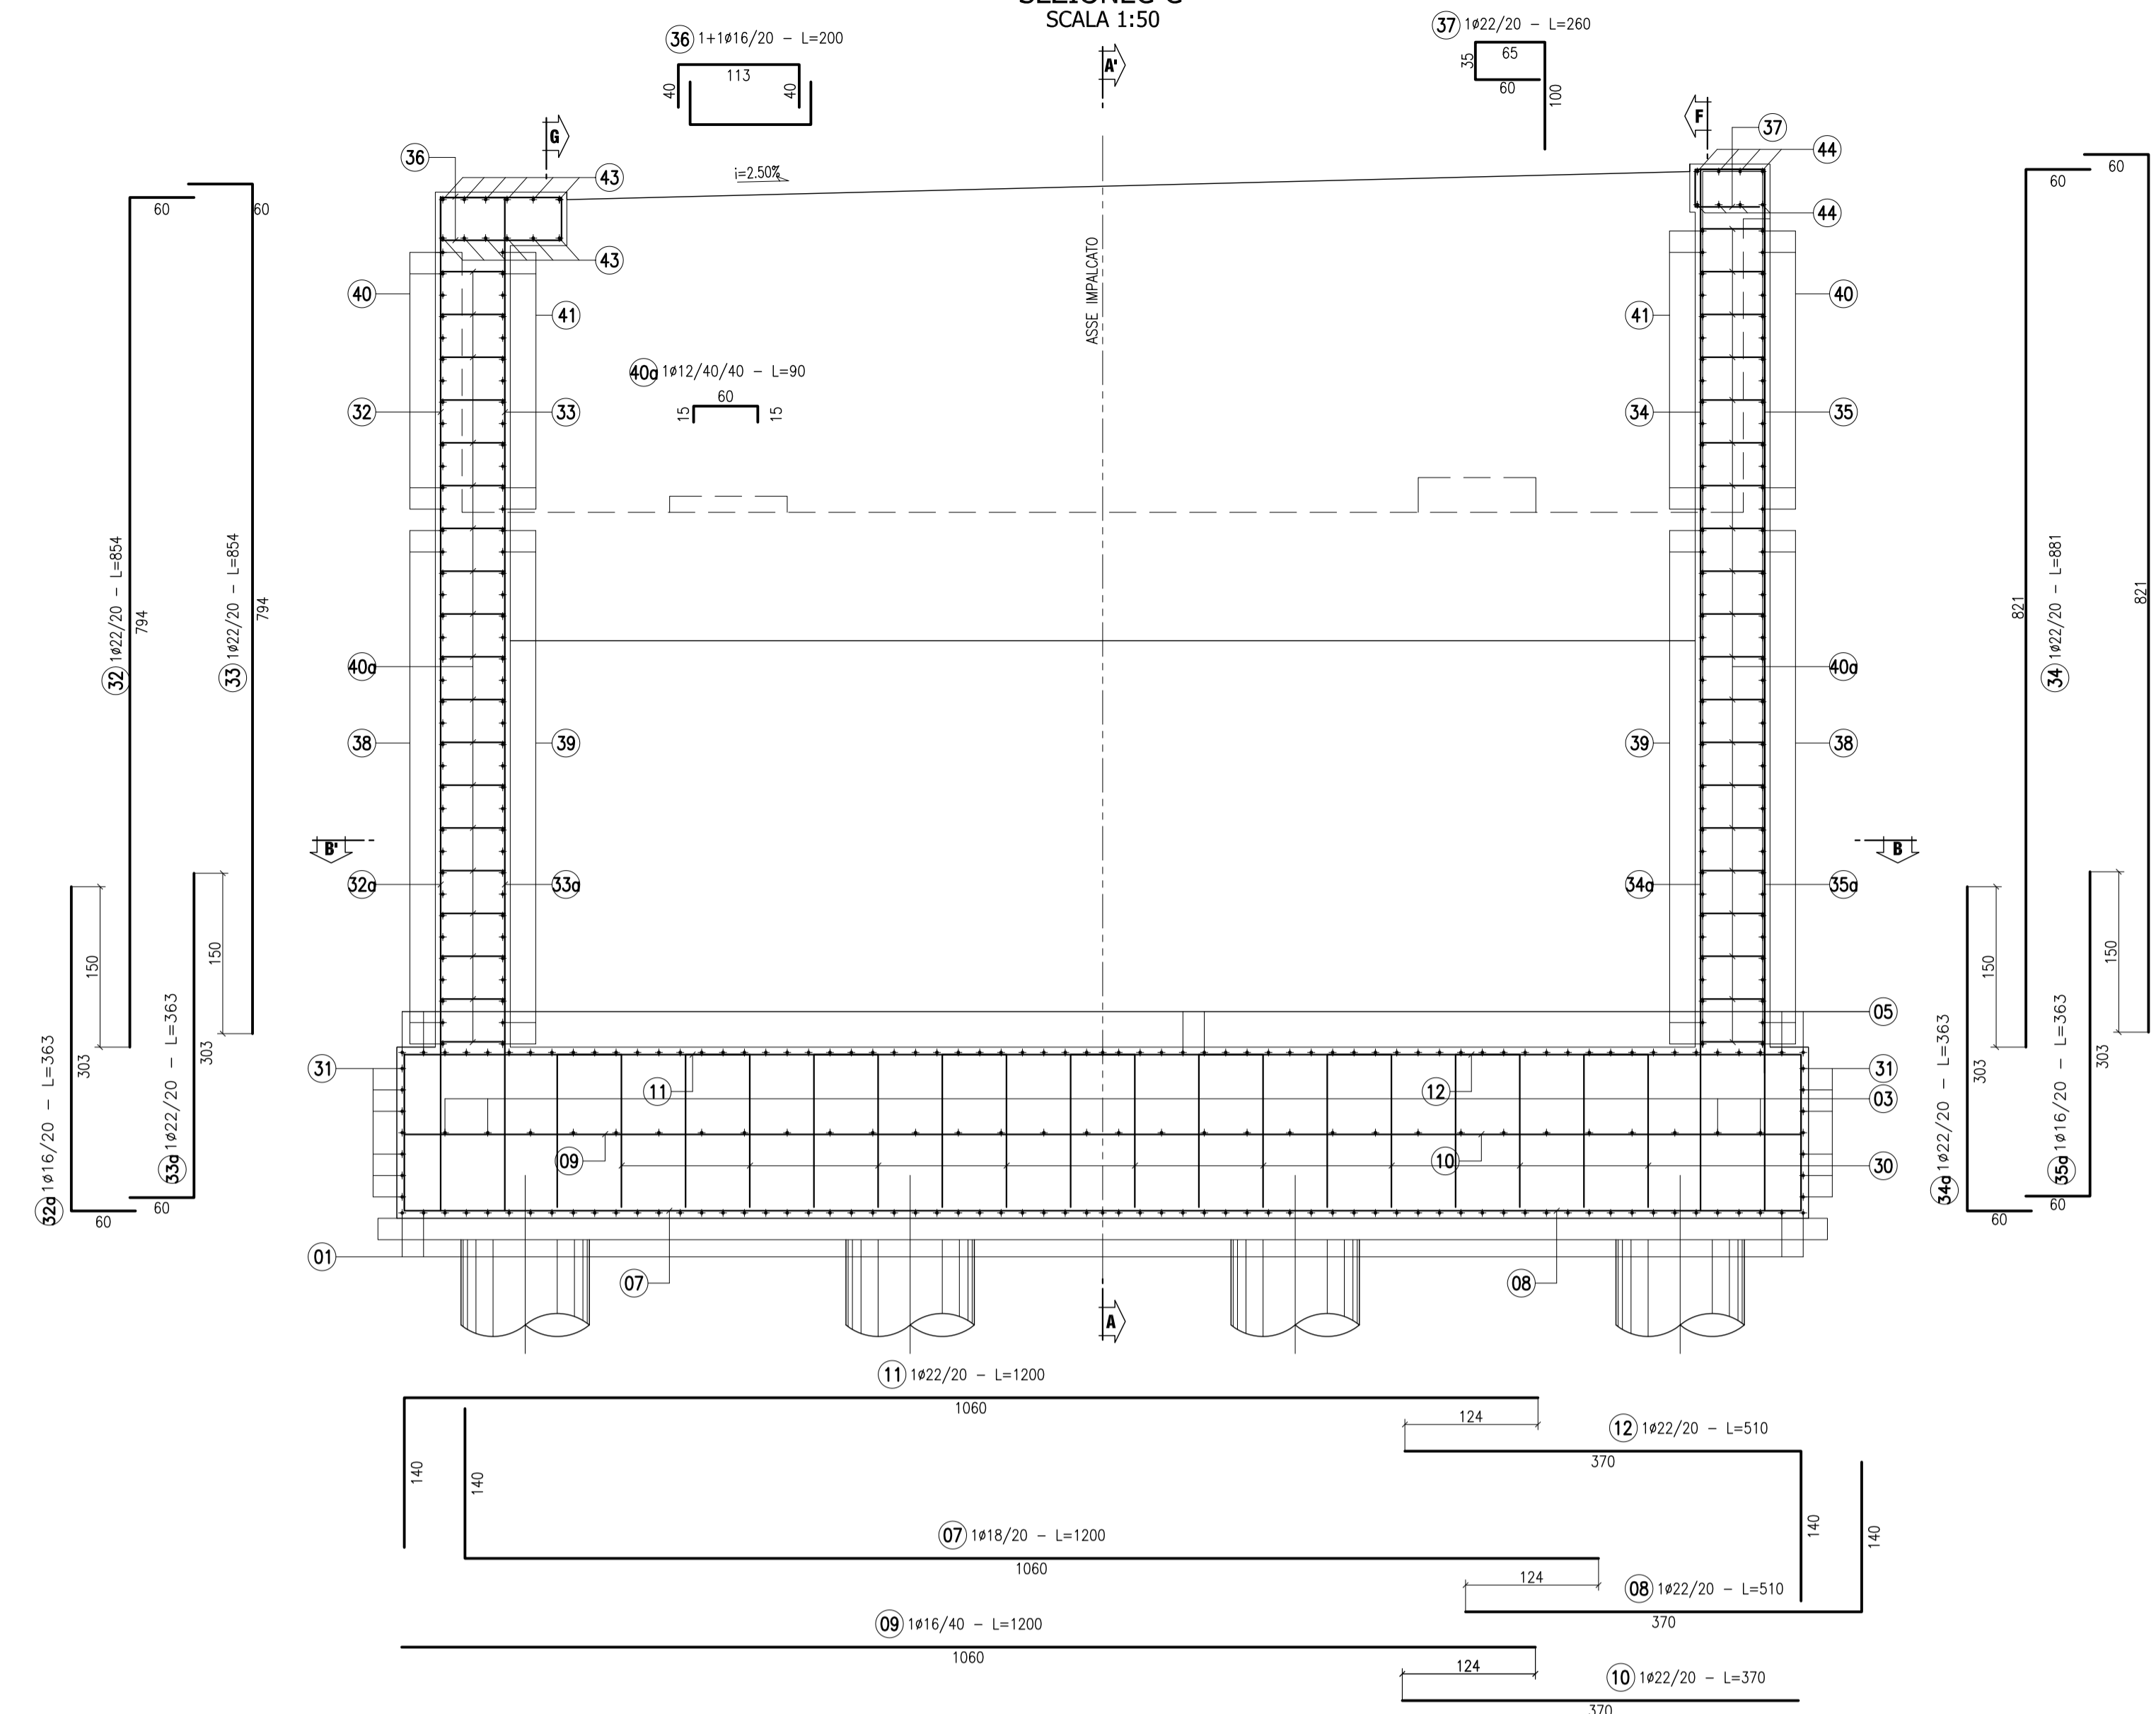 SCALA 1:50
36 1+1ø16/20 - L=200
113
40
40
37 1ø22/20 - L=260
35
65
60
100
A'
G
F
36
43
43
i=2.50%
37
44
44
ASSE IMPALCATO
60
60
60
60
40
41
41
40
40a 1ø12/40/40 - L=90
60
15
15
32
33
34
35
32 1ø22/20 - L=854
794
33 1ø22/20 - L=854
794
821
34 1ø22/20 - L=881
821
40a
40a
38
39
39
38
B'
B
32a
33a
34a
35a
32a 1ø16/20 - L=363
150
303
60
33a 1ø22/20 - L=363
150
303
60
34a 1ø22/20 - L=363
150
303
60
35a 1ø16/20 - L=363
150
303
60
05
31
31
11
12
03
09
10
30
01
07
08
A
11 1ø22/20 - L=1200
1060
140
124
12 1ø22/20 - L=510
370
140
140
07 1ø18/20 - L=1200
1060
140
124
08 1ø22/20 - L=510
370
09 1ø16/40 - L=1200
1060
124
10 1ø22/20 - L=370
370